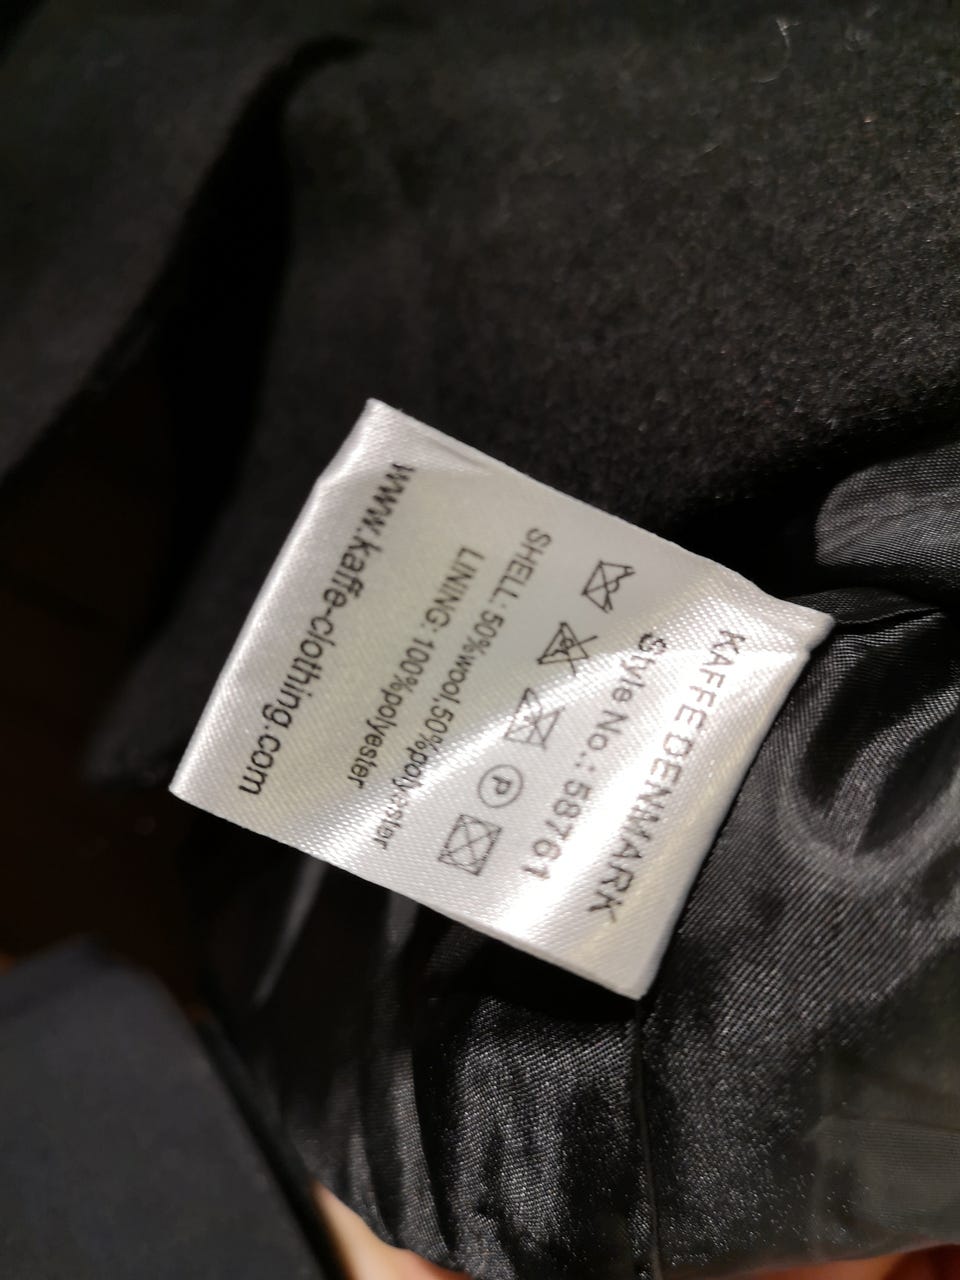 KAFFE DENMARK
Style No.: 58761
P
SHELL: 50%wool,50%polyester
LINING: 100%polyester
www.kaffe-clothing.com